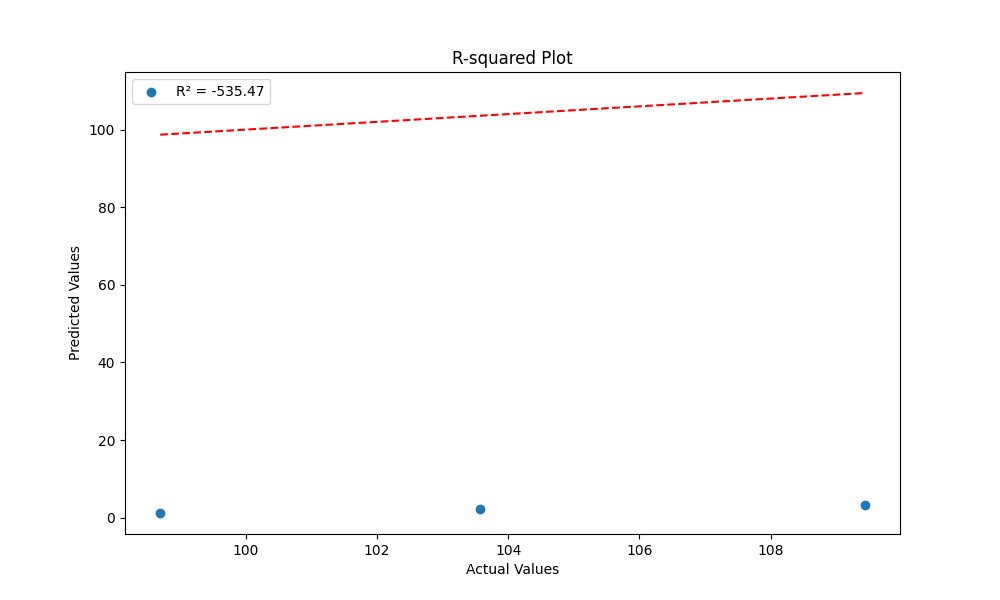 R-squared Plot
R² = -535.47
Predicted Values
100
80
60
40
20
0
100 102 104 106 108
Actual Values